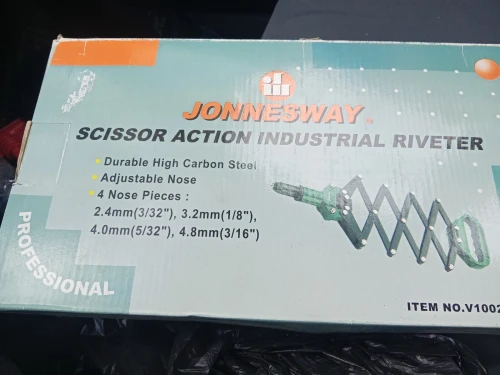 JONNESWAY
SCISSOR ACTION INDUSTRIAL RIVETER
Durable High Carbon Steel
Adjustable Nose
4 Nose Pieces :
2.4mm(3/32"), 3.2mm(1/8"),
4.0mm(5/32"), 4.8mm(3/16")
PROFESSIONAL
ITEM NO.V1002